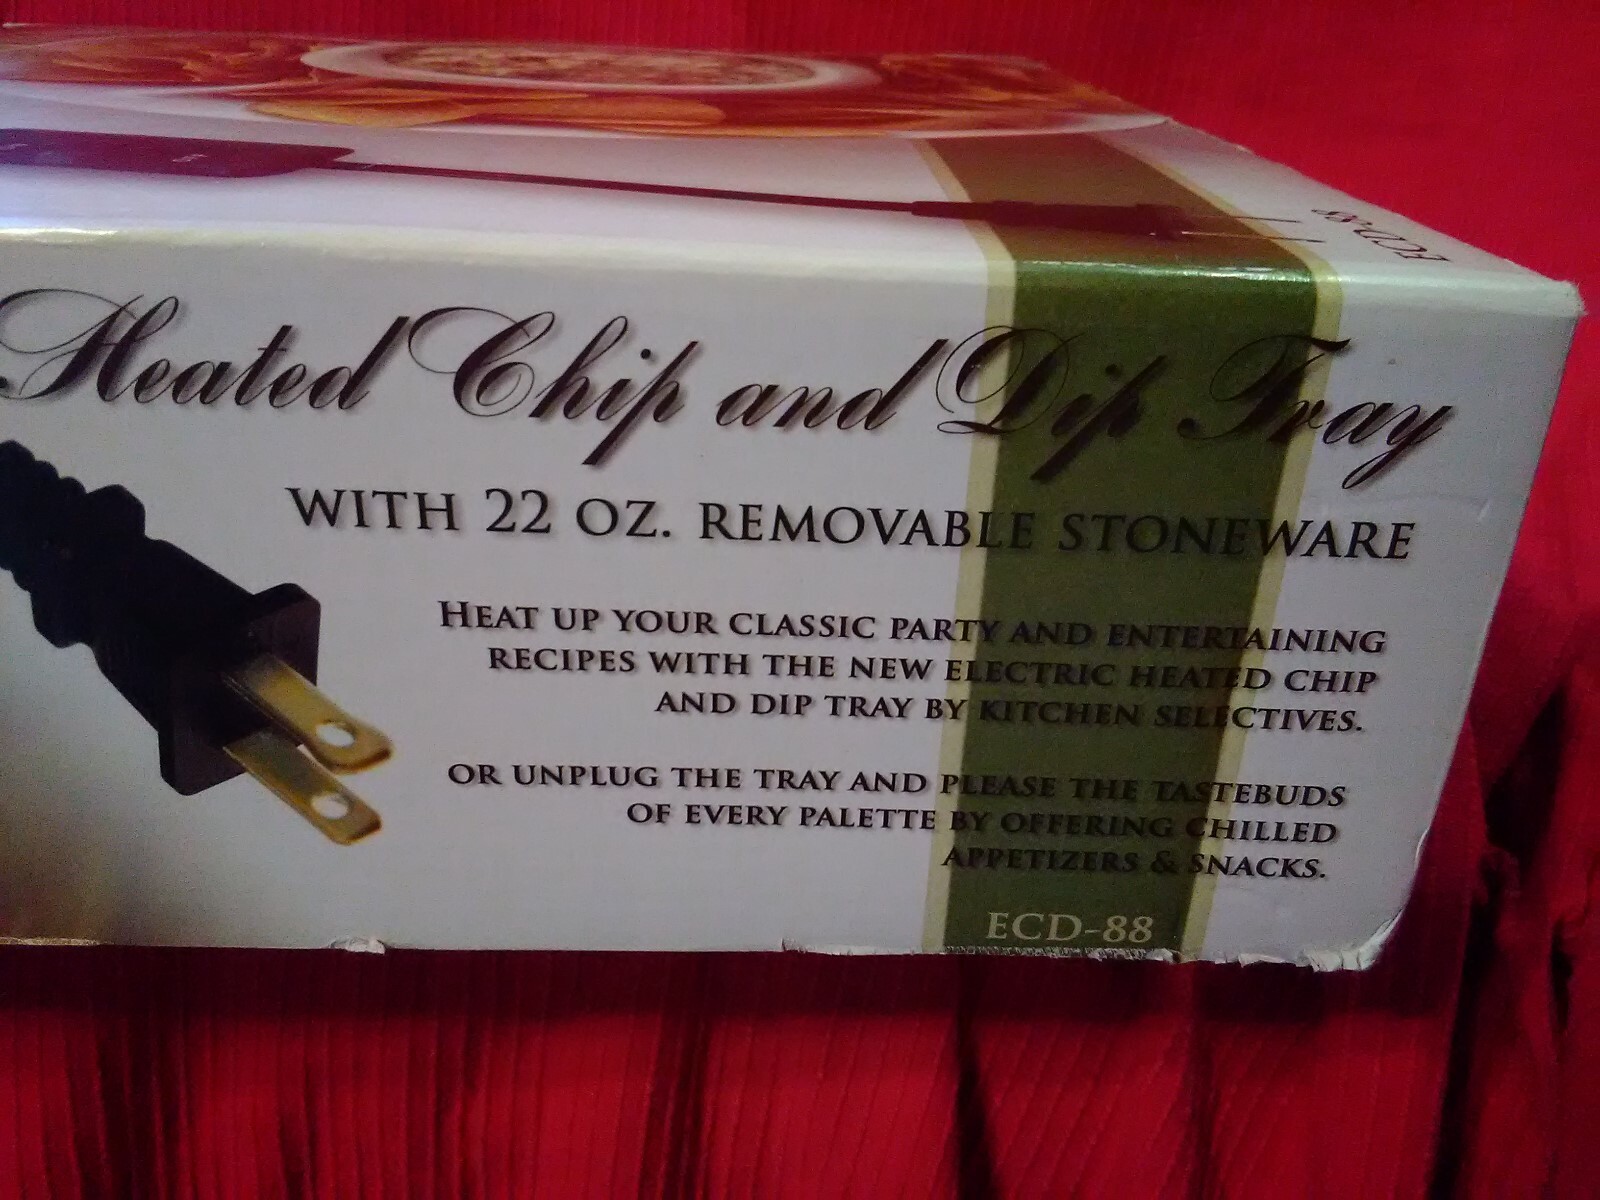 ECD-88
Heated Chip and Dip Tray
WITH 22 OZ. REMOVABLE STONEWARE
HEAT UP YOUR CLASSIC PARTY AND ENTERTAINING
RECIPES WITH THE NEW ELECTRIC HEATED CHIP
AND DIP TRAY BY KITCHEN SELECTIVES.
OR UNPLUG THE TRAY AND PLEASE THE TASTEBUDS
OF EVERY PALETTE BY OFFERING CHILLED
APPETIZERS & SNACKS.
ECD-88